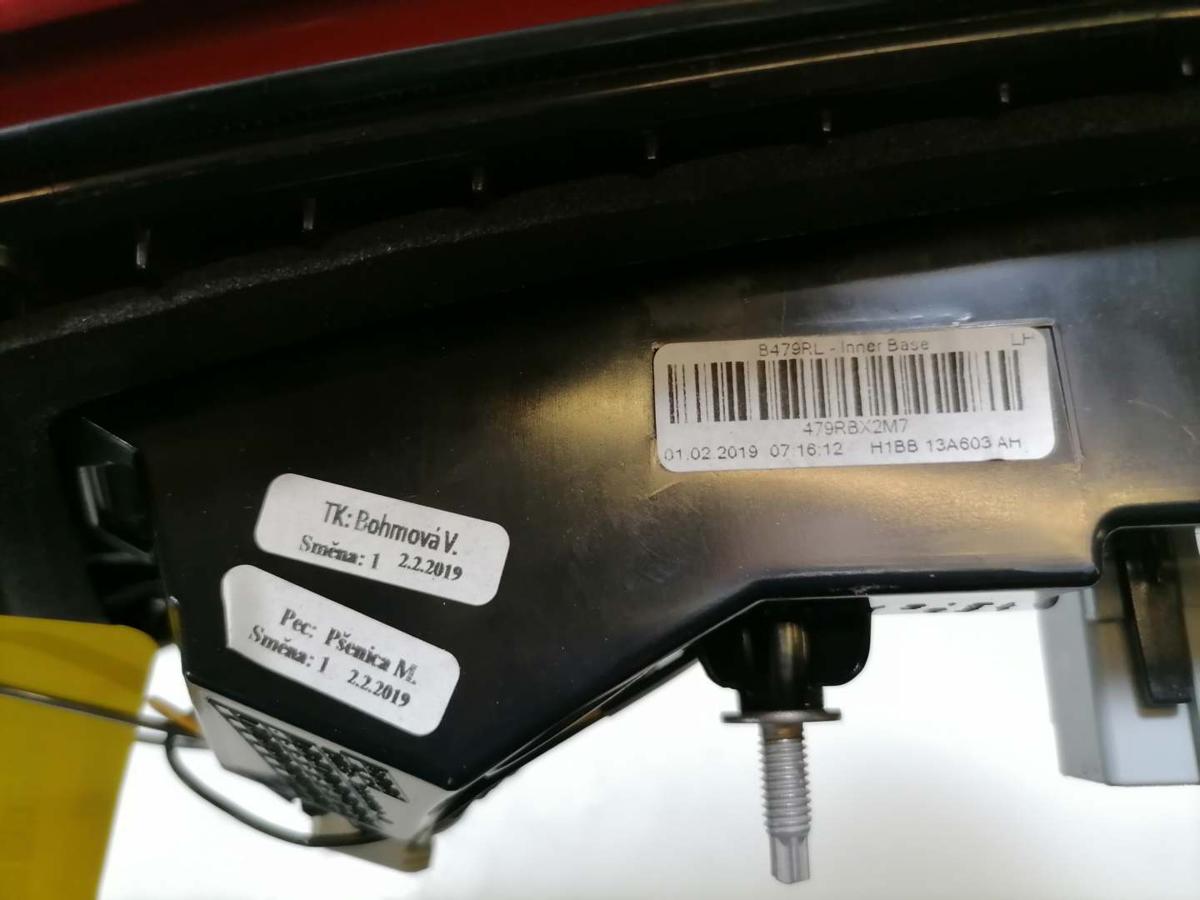 B479RL - Inner Base LH
479RBX2M7
01.02.2019 07:16:12 H1BB 13A603 AH
TK: Bohmová V.
Směna: 1 2.2.2019
Pec: Pšenica M.
Směna: 1 2.2.2019